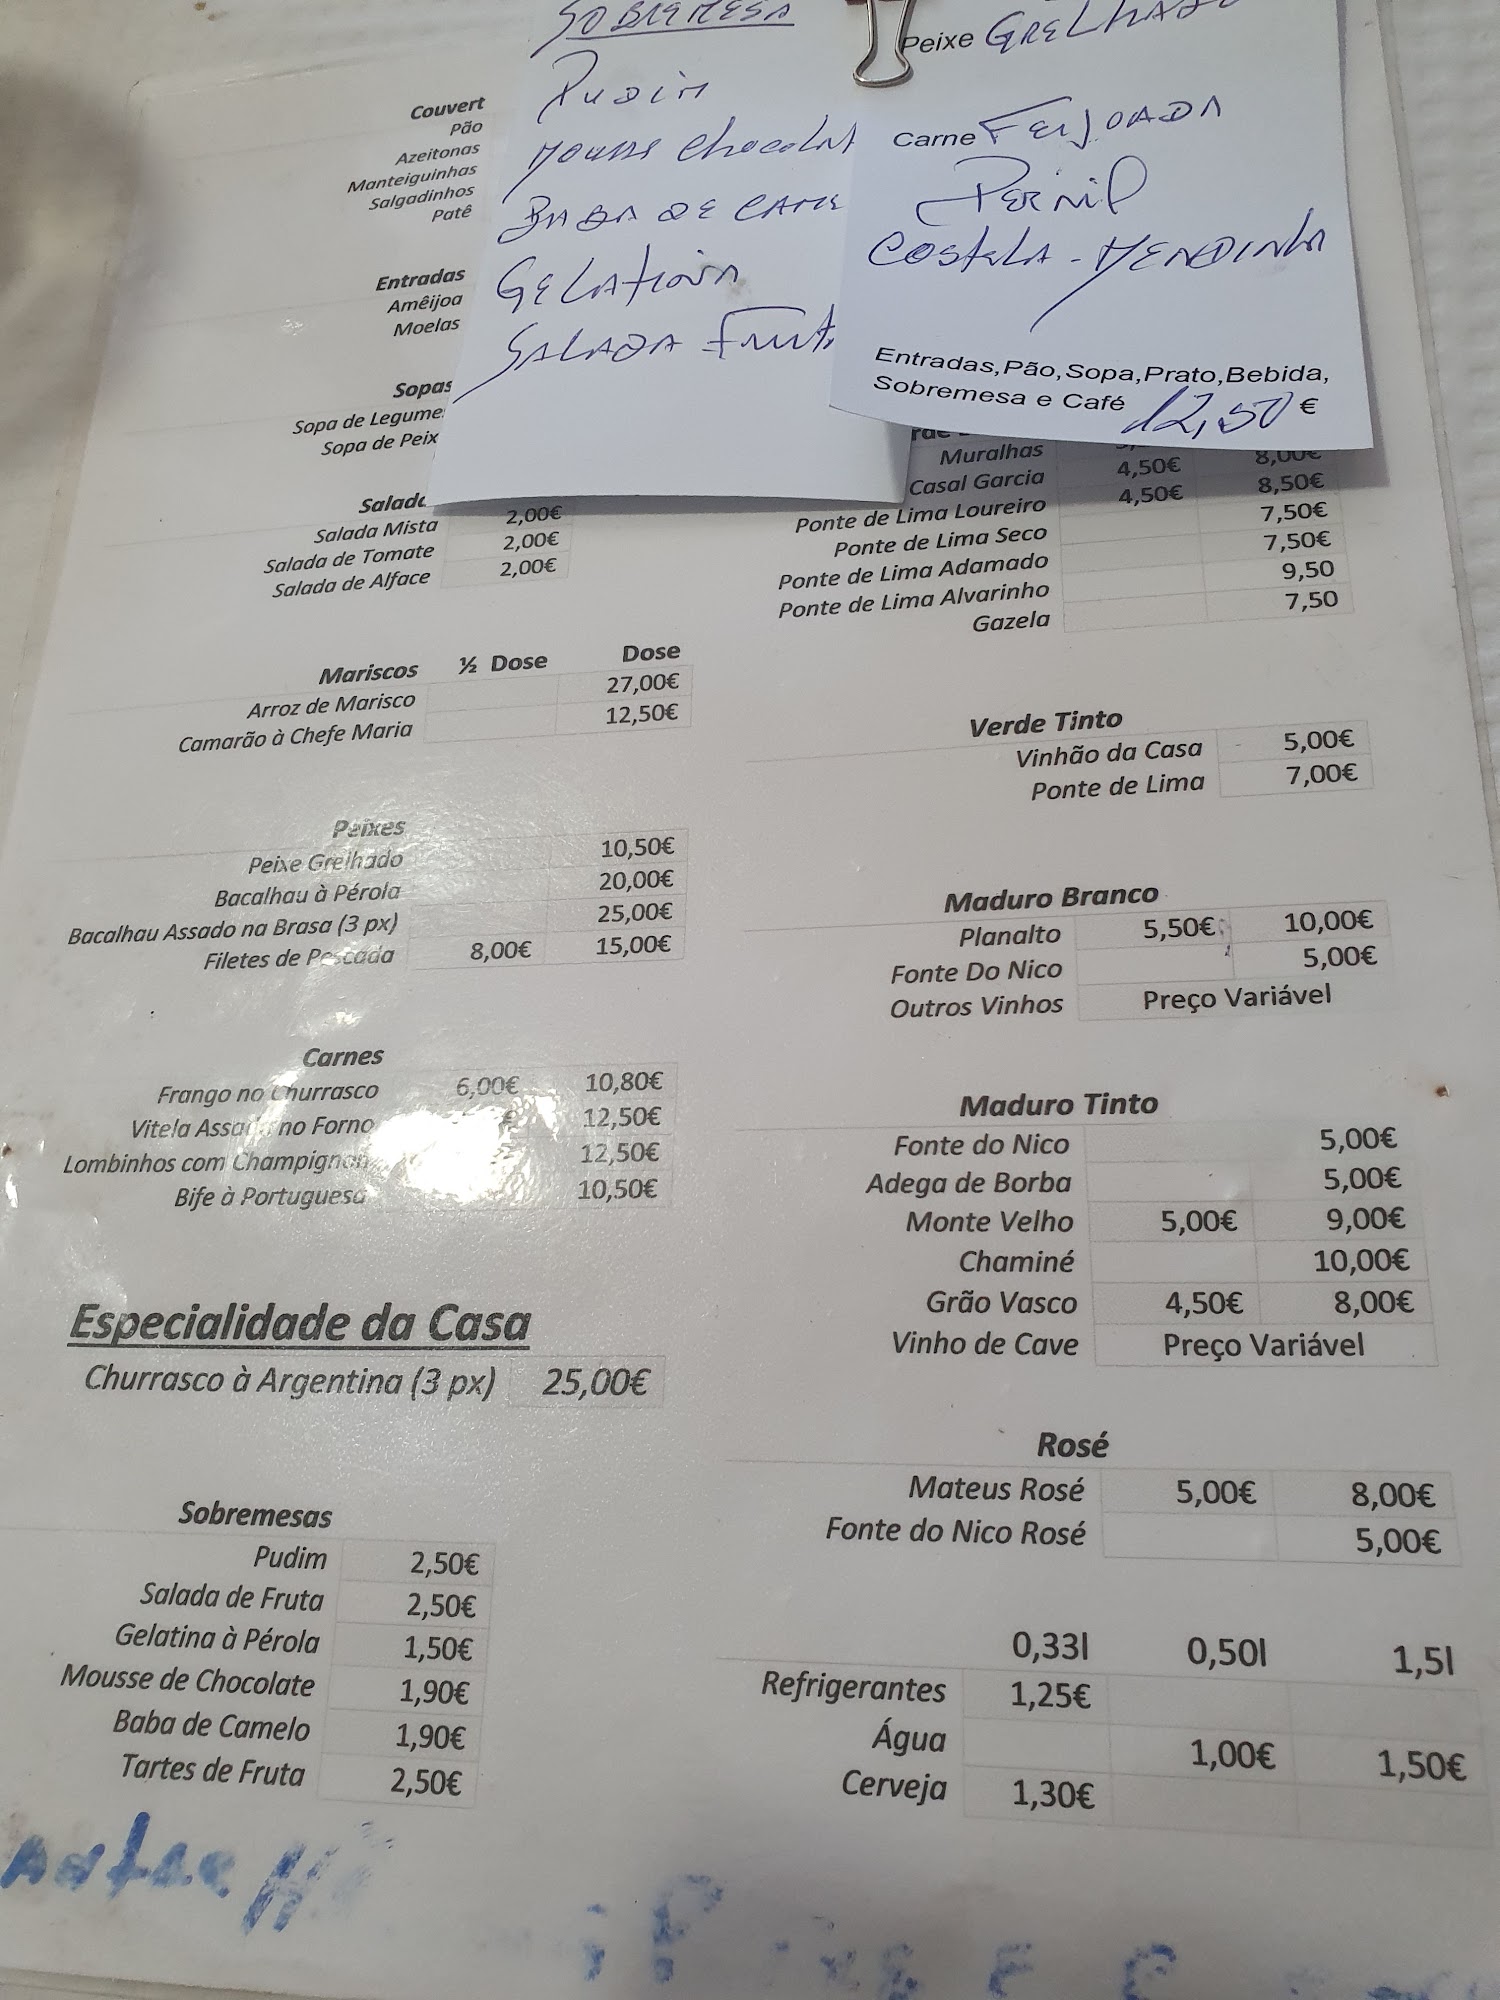 SOBREMESA
Pudim
Mousse Chocolat
BABA DE CAME
GELATINA
SALADA Frut
Peixe GRELHADO
Carne FEIJOADA
PERNIL
COSTELA - MENDINHA
Entradas,Pão,Sopa,Prato,Bebida,
Sobremesa e Café 12,50 €
Couvert
Pão
Azeitonas
Manteiguinhas
Salgadinhos
Patê
Entradas
Amêijoa
Moelas
Sopas
Sopa de Legume
Sopa de Peix
Salada
Salada Mista 2,00€
Salada de Tomate 2,00€
Salada de Alface 2,00€
Mariscos ½ Dose Dose
Arroz de Marisco 27,00€
Camarão à Chefe Maria 12,50€
Peixes
Peixe Grelhado 10,50€
Bacalhau à Pérola 20,00€
Bacalhau Assado na Brasa (3 px) 25,00€
Filetes de Pescada 8,00€ 15,00€
Carnes
Frango no Churrasco 6,00€ 10,80€
Vitela Assada no Forno € 12,50€
Lombinhos com Champignon 12,50€
Bife à Portuguesa 10,50€
Especialidade da Casa
Churrasco à Argentina (3 px) 25,00€
Sobremesas
Pudim 2,50€
Salada de Fruta 2,50€
Gelatina à Pérola 1,50€
Mousse de Chocolate 1,90€
Baba de Camelo 1,90€
Tartes de Fruta 2,50€
Muralhas 4,50€ 8,00€
Casal Garcia 4,50€ 8,50€
Ponte de Lima Loureiro 7,50€
Ponte de Lima Seco 7,50€
Ponte de Lima Adamado
Ponte de Lima Alvarinho 9,50
Gazela 7,50
Verde Tinto
Vinhão da Casa 5,00€
Ponte de Lima 7,00€
Maduro Branco
Planalto 5,50€ 10,00€
Fonte Do Nico 5,00€
Outros Vinhos Preço Variável
Maduro Tinto
Fonte do Nico 5,00€
Adega de Borba 5,00€
Monte Velho 5,00€ 9,00€
Chaminé 10,00€
Grão Vasco 4,50€ 8,00€
Vinho de Cave Preço Variável
Rosé
Mateus Rosé 5,00€ 8,00€
Fonte do Nico Rosé 5,00€
0,33l 0,50l 1,5l
Refrigerantes 1,25€
Água 1,00€ 1,50€
Cerveja 1,30€